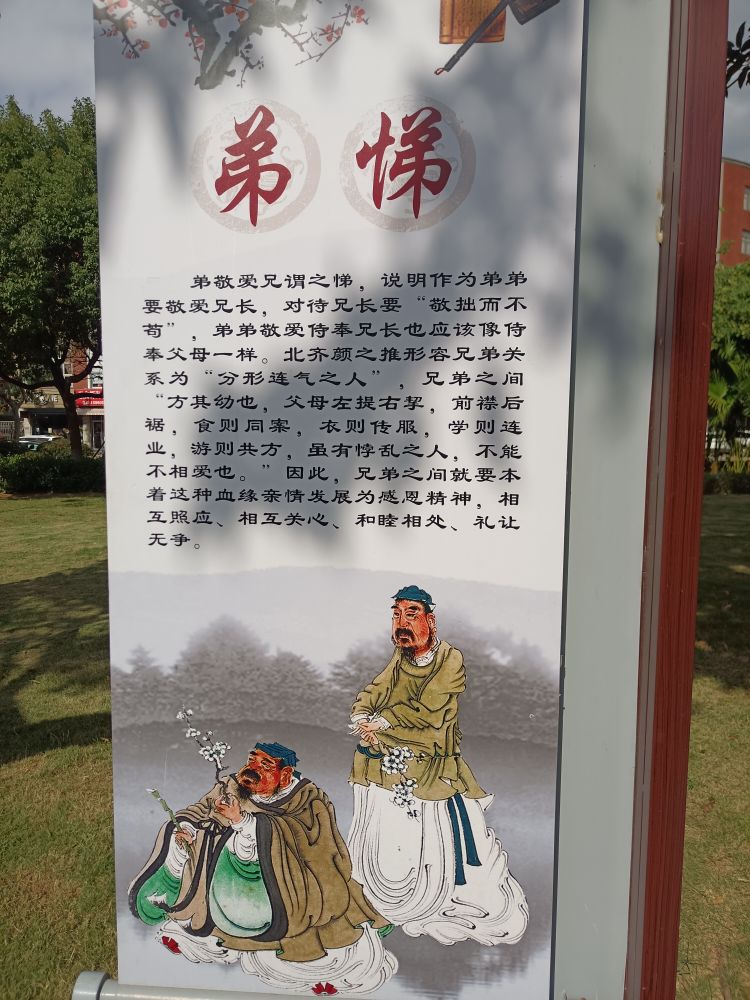 弟 悌
弟敬爱兄谓之悌，说明作为弟弟
要敬爱兄长，对待兄长要“敬拙而不
苟”，弟弟敬爱侍奉兄长也应该像侍
奉父母一样。北齐颜之推形容兄弟关
系为“分形连气之人”，兄弟之间
“方其幼也，父母左提右挈，前襟后
裾，食则同案，衣则传服，学则连
业，游则共方，虽有悖乱之人，不能
不相爱也。”因此，兄弟之间就要本
着这种血缘亲情发展为感恩精神，相
互照应、相互关心、和睦相处、礼让
无争。